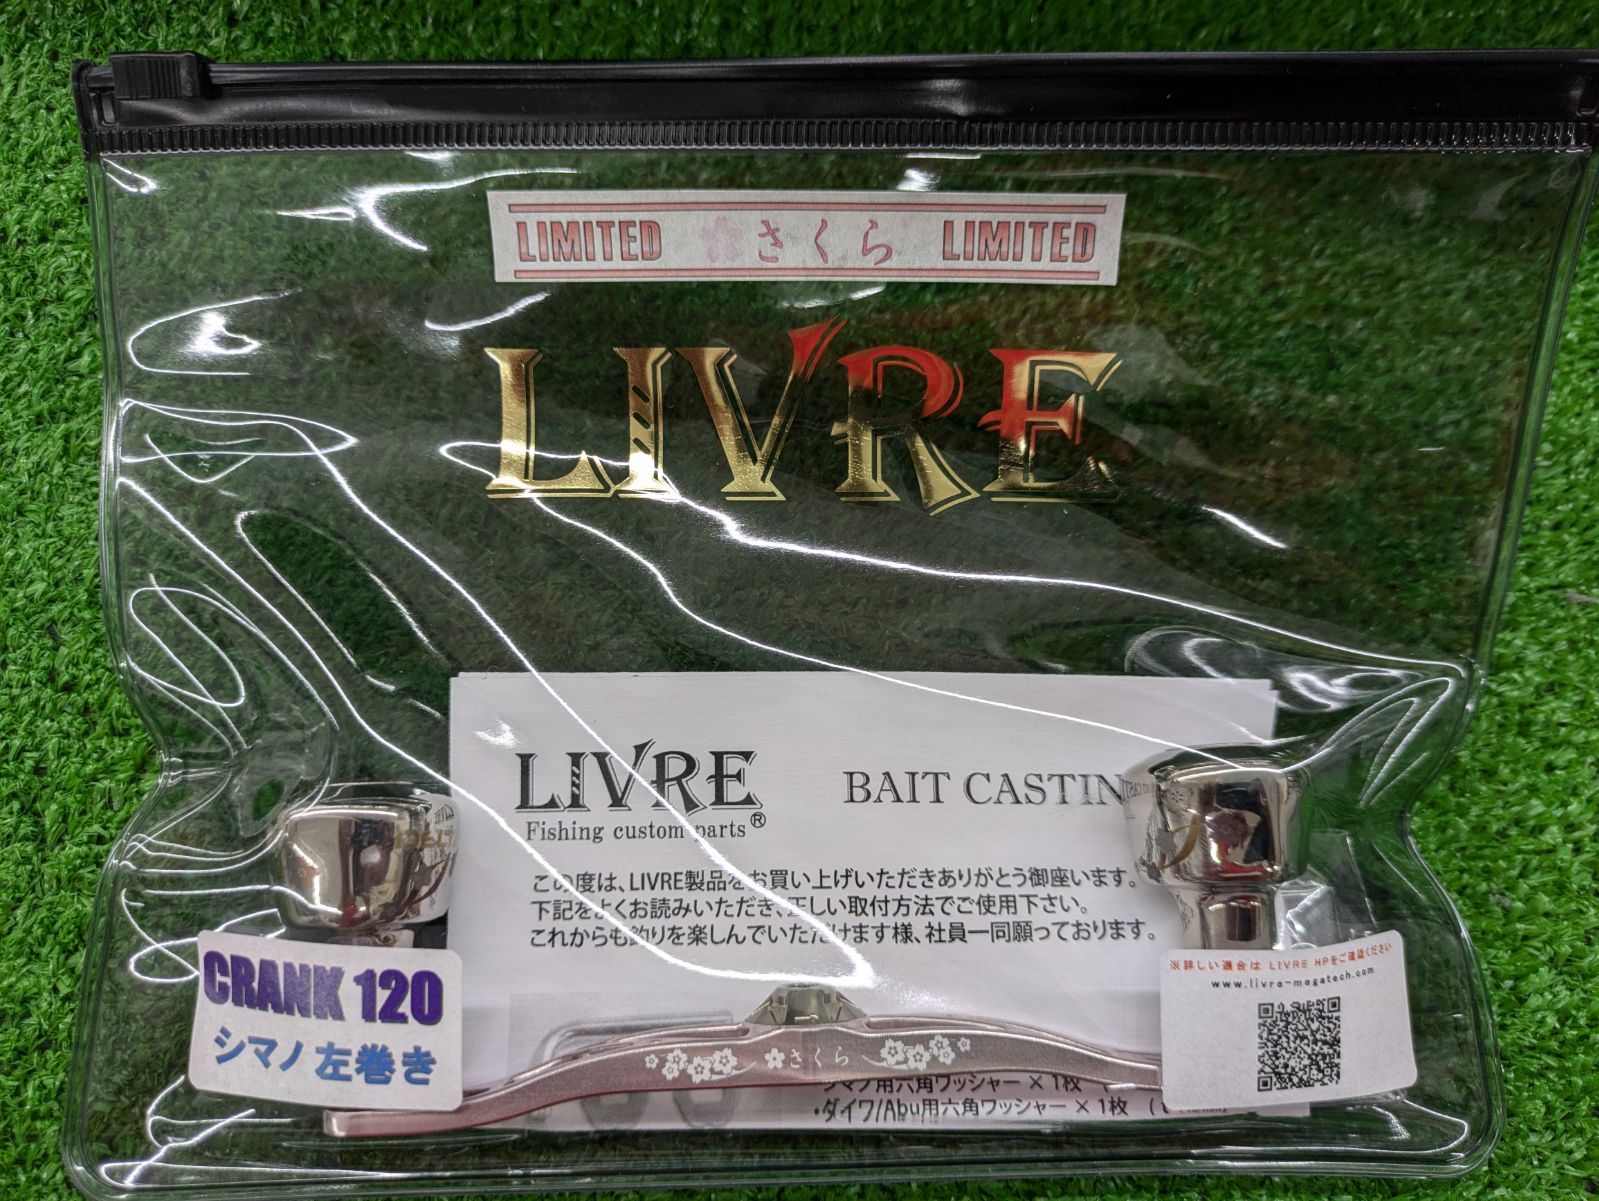 LIMITED さくら LIMITED
LIVRE
LIVRE
Fishing custom parts®
BAIT CASTIN
この度は、LIVRE製品をお買い上げいただきありがとう御座います。
下記をよくお読みいただき、正しい取付方法でご使用下さい。
これからも釣りを楽しんでいただけます様、社員一同願っております。
CRANK 120
シマノ 左巻き
※詳しい適合は LIVRE HPをご確認ください
www.livre-megatech.com
さくら
シマノ用六角ワッシャー × 1枚
・ダイワ/Abu用六角ワッシャー × 1枚